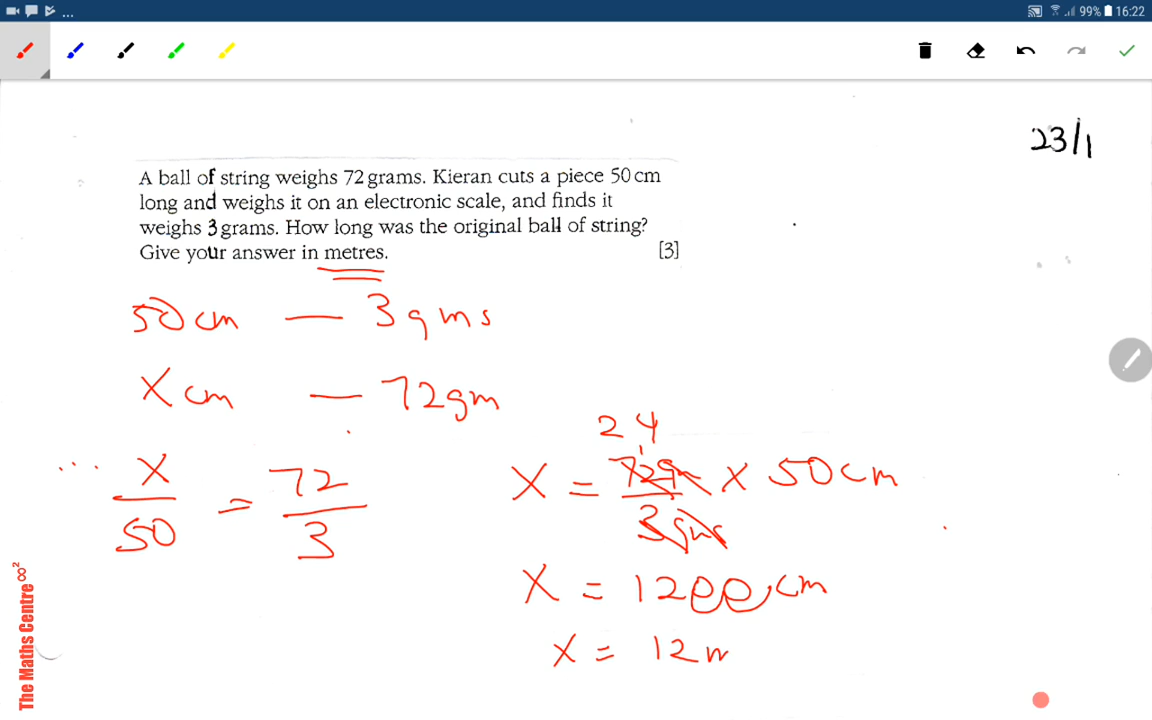 ... 99% 16:22
23/1
A ball of string weighs 72 grams. Kieran cuts a piece 50 cm
long and weighs it on an electronic scale, and finds it
weighs 3 grams. How long was the original ball of string?
Give your answer in metres. [3]
50 cm — 3 gms
X cm — 72 gm
24
X/50 = 72/3
X = 72gm/3gms × 50 cm
X = 1200 cm
X = 12 m
The Maths Centre ∞²